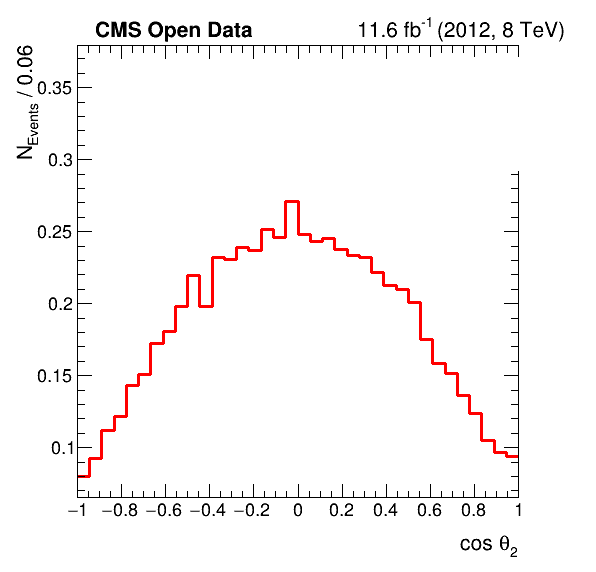 CMS Open Data
11.6 fb⁻¹ (2012, 8 TeV)
N_Events / 0.06
0.35
0.3
0.25
0.2
0.15
0.1
−1 −0.8 −0.6 −0.4 −0.2 0 0.2 0.4 0.6 0.8 1
cos θ₂